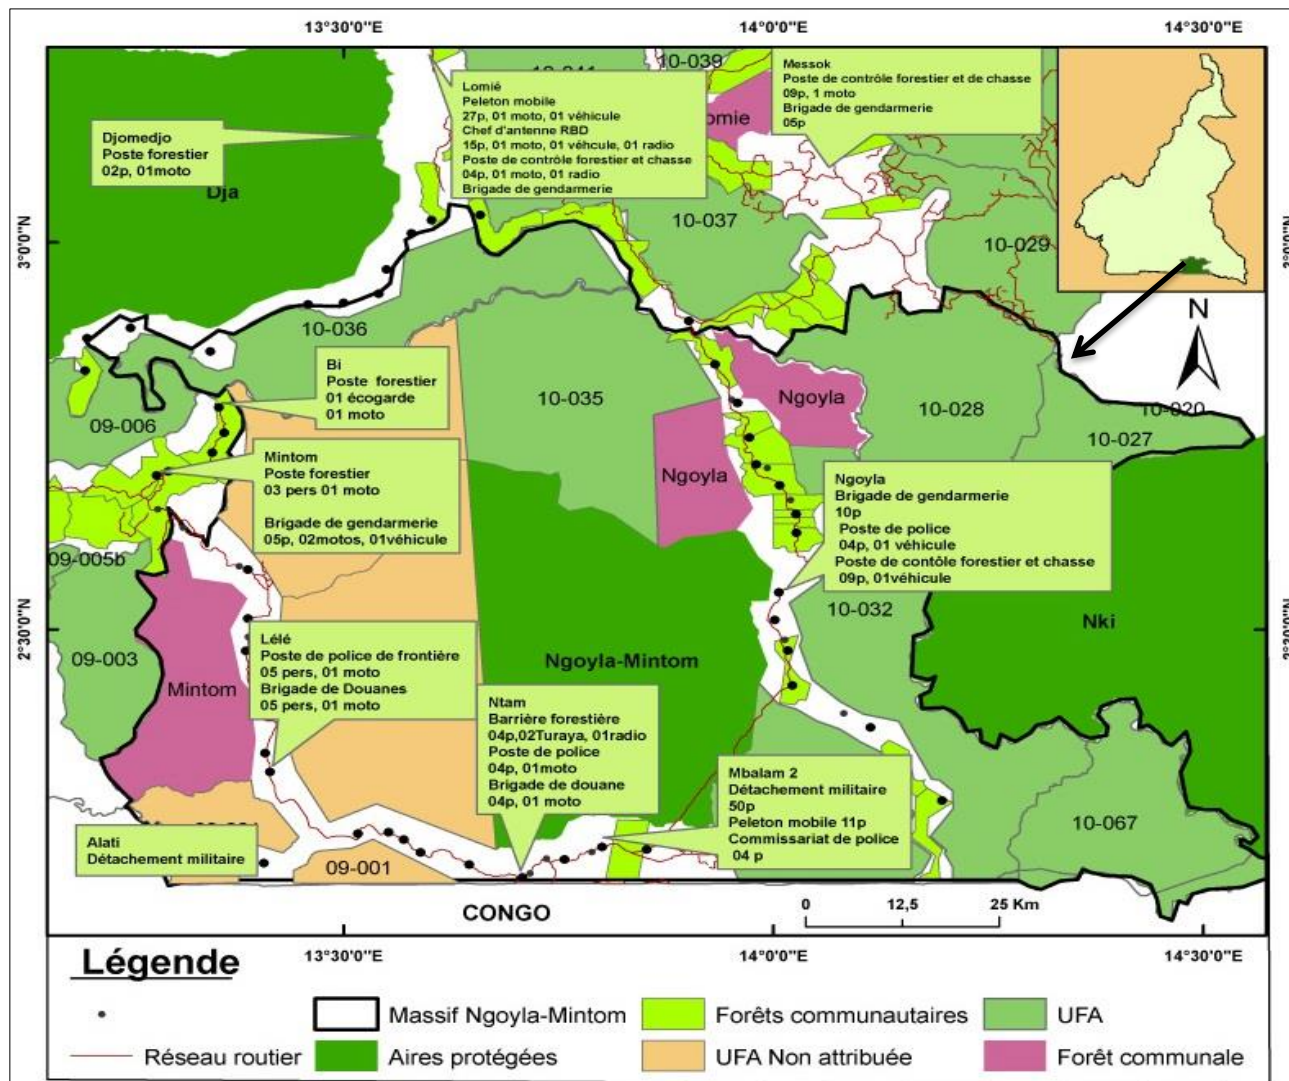 13°30'0"E
14°0'0"E
14°30'0"E
3°0'0"N
2°30'0"N
Djomedjo
Poste forestier
02p, 01moto
Dja
Lomié
Peleton mobile
27p, 01 moto, 01 véhicule
Chef d'antenne RBD
15p, 01 moto, 01 véhcule, 01 radio
Poste de contrôle forestier et chasse
04p, 01 moto, 01 radio
Brigade de gendarmerie
10-041
10-039
omie
Messok
Poste de contrôle forestier et de chasse
09p, 1 moto
Brigade de gendarmerie
05p
10-037
10-029
3°0'0"N
N
10-036
Bi
Poste forestier
01 écogarde
01 moto
09-006
10-035
Ngoyla
10-028
10-020
10-027
Mintom
Poste forestier
03 pers 01 moto
Brigade de gendarmerie
05p, 02motos, 01véhicule
Ngoyla
Ngoyla
Brigade de gendarmerie
10p
Poste de police
04p, 01 véhicule
Poste de contôle forestier et chasse
09p, 01véhicule
09-005b
10-032
Nki
2°30'0"N
09-003
Mintom
Lélé
Poste de police de frontière
05 pers, 01 moto
Brigade de Douanes
05 pers, 01 moto
Ngoyla-Mintom
Ntam
Barrière forestière
04p,02Turaya, 01radio
Poste de police
04p, 01moto
Brigade de douane
04p, 01 moto
Mbalam 2
Détachement militaire
50p
Peleton mobile 11p
Commissariat de police
04 p
10-067
Alati
Détachement militaire
09-001
CONGO
0 12,5 25 Km
13°30'0"E
14°0'0"E
14°30'0"E
Légende
Massif Ngoyla-Mintom
Forêts communautaires
UFA
Réseau routier
Aires protégées
UFA Non attribuée
Forêt communale